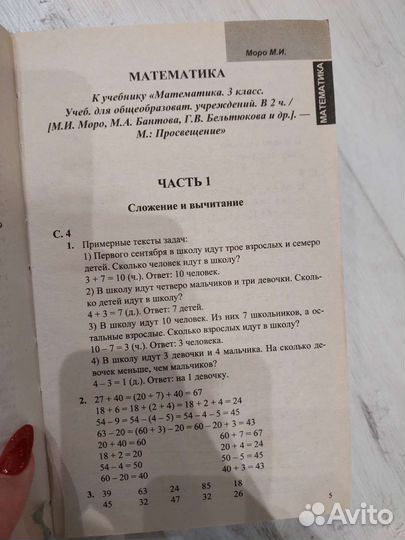 Моро М.И.
МАТЕМАТИКА
МАТЕМАТИКА
К учебнику «Математика. 3 класс.
Учеб. для общеобразоват. учреждений. В 2 ч. /
[М.И. Моро, М.А. Бантова, Г.В. Бельтюкова и др.]. —
М.: Просвещение»
ЧАСТЬ 1
Сложение и вычитание
С. 4
1. Примерные тексты задач:
1) Первого сентября в школу идут трое взрослых и семеро
детей. Сколько человек идут в школу?
3 + 7 = 10 (ч.). Ответ: 10 человек.
2) В школу идут четверо мальчиков и три девочки. Сколь-
ко детей идут в школу?
4 + 3 = 7 (д.). Ответ: 7 детей.
3) В школу идут 10 человек. Из них 7 школьников, а ос-
тальные взрослые. Сколько взрослых идут в школу?
10 – 7 = 3 (ч.). Ответ: 3 человека.
4) В школу идут 3 девочки и 4 мальчика. На сколько де-
вочек меньше, чем мальчиков?
4 – 3 = 1 (д.). Ответ: на 1 девочку.
2. 27 + 40 = (20 + 7) + 40 = 67
18 + 6 = 18 + (2 + 4) = 18 + 2 + 4 = 24
54 – 9 = 54 – (4 + 5) = 54 – 4 – 5 = 45
63 – 20 = (60 + 3) – 20 = 60 – 20 + 3 = 43
20 + 40 = 60 60 + 7 = 67
18 + 2 = 20 20 + 4 = 24
54 – 4 = 50 50 – 5 = 45
60 – 20 = 40 40 + 3 = 43
3. 39 63 24 85 18
45 32 47 32 26
5
Avito